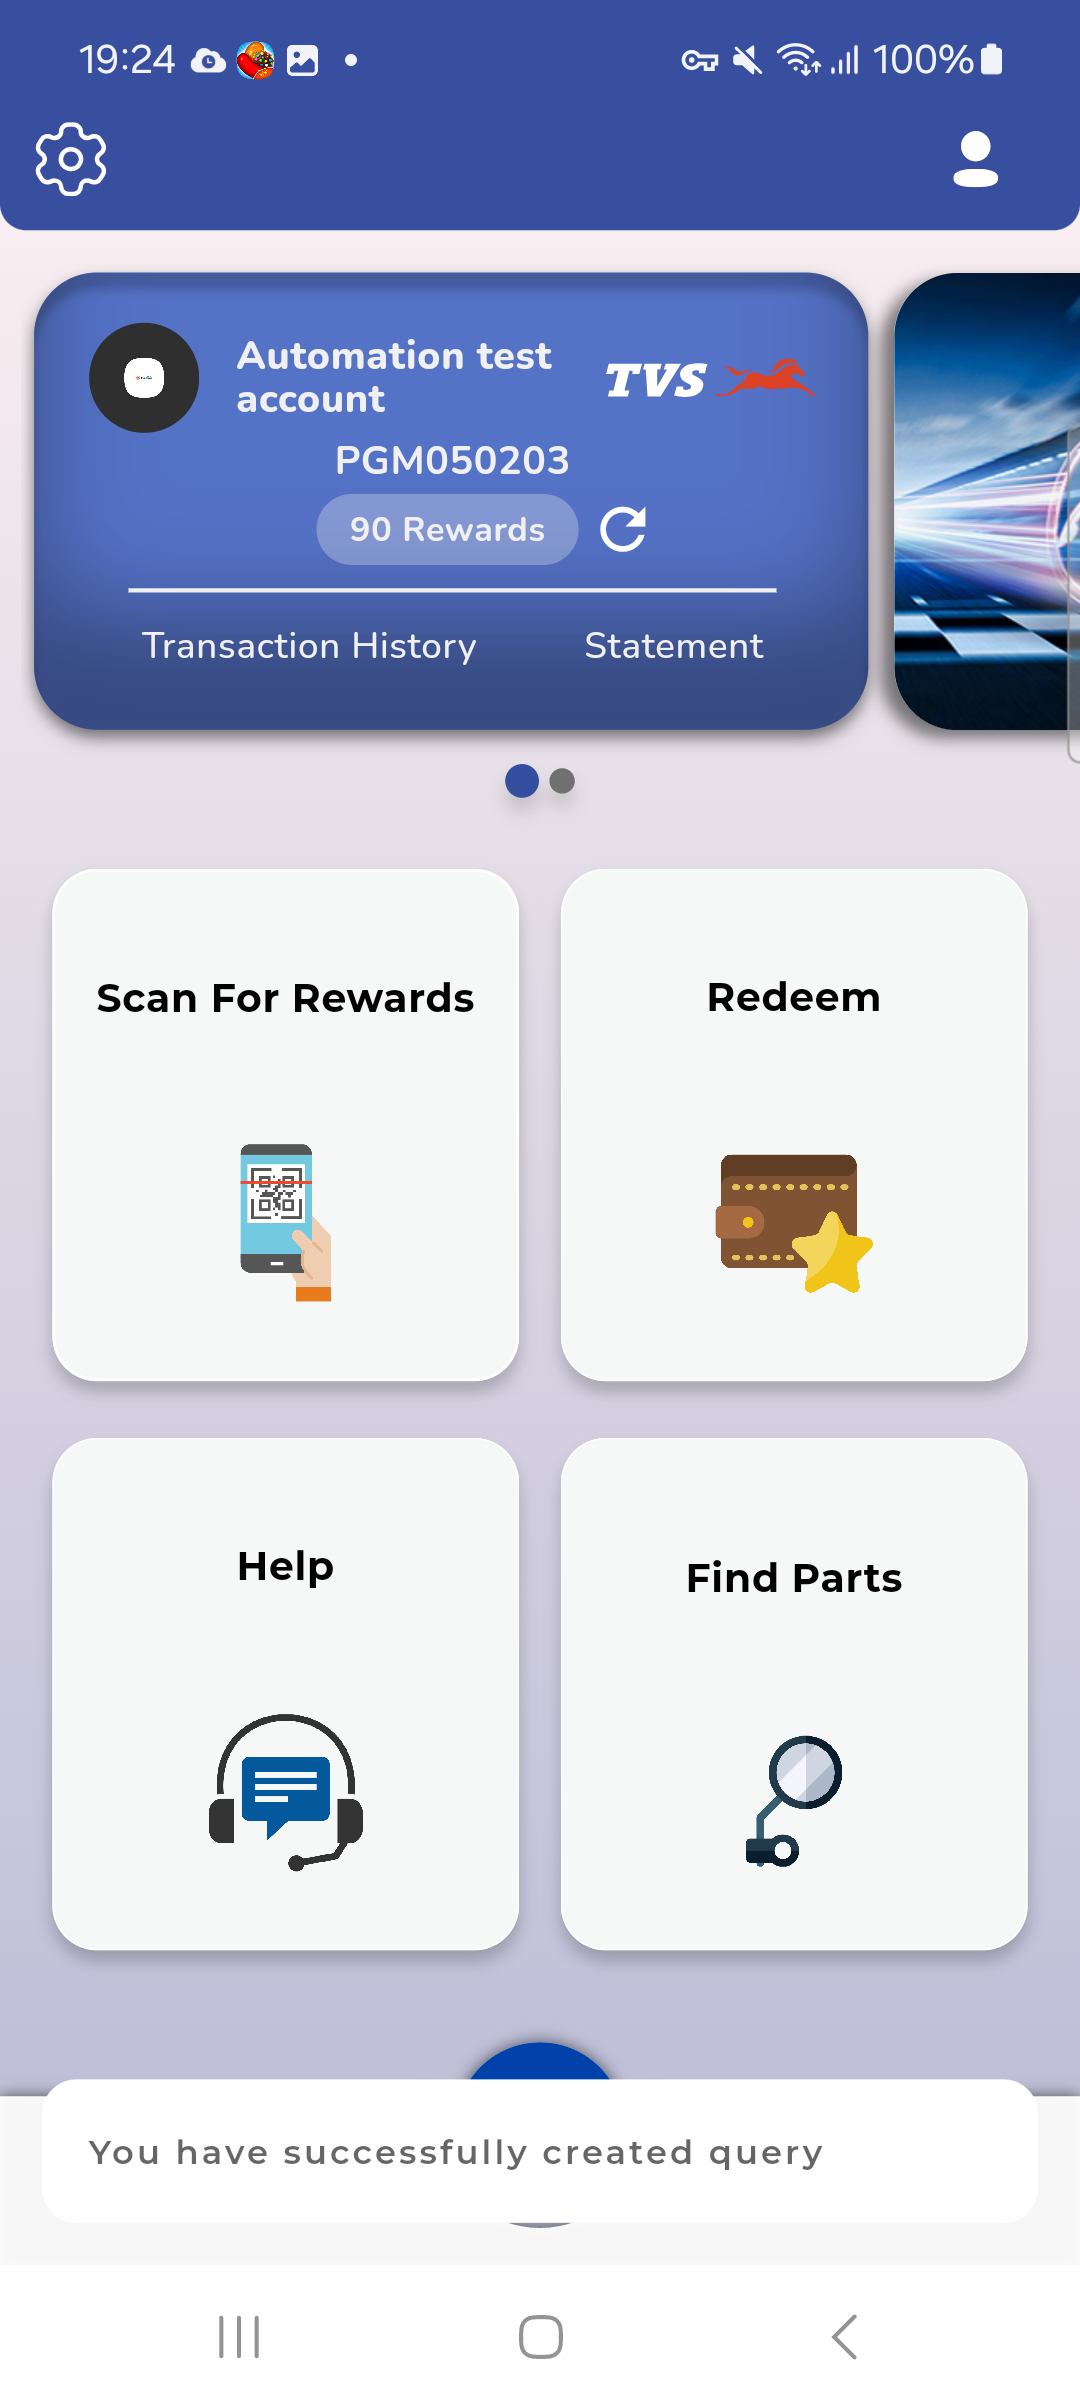 19:24
100%
Automation test
account
TVS
PGM050203
90 Rewards
Transaction History
Statement
Scan For Rewards
Redeem
Help
Find Parts
You have successfully created query